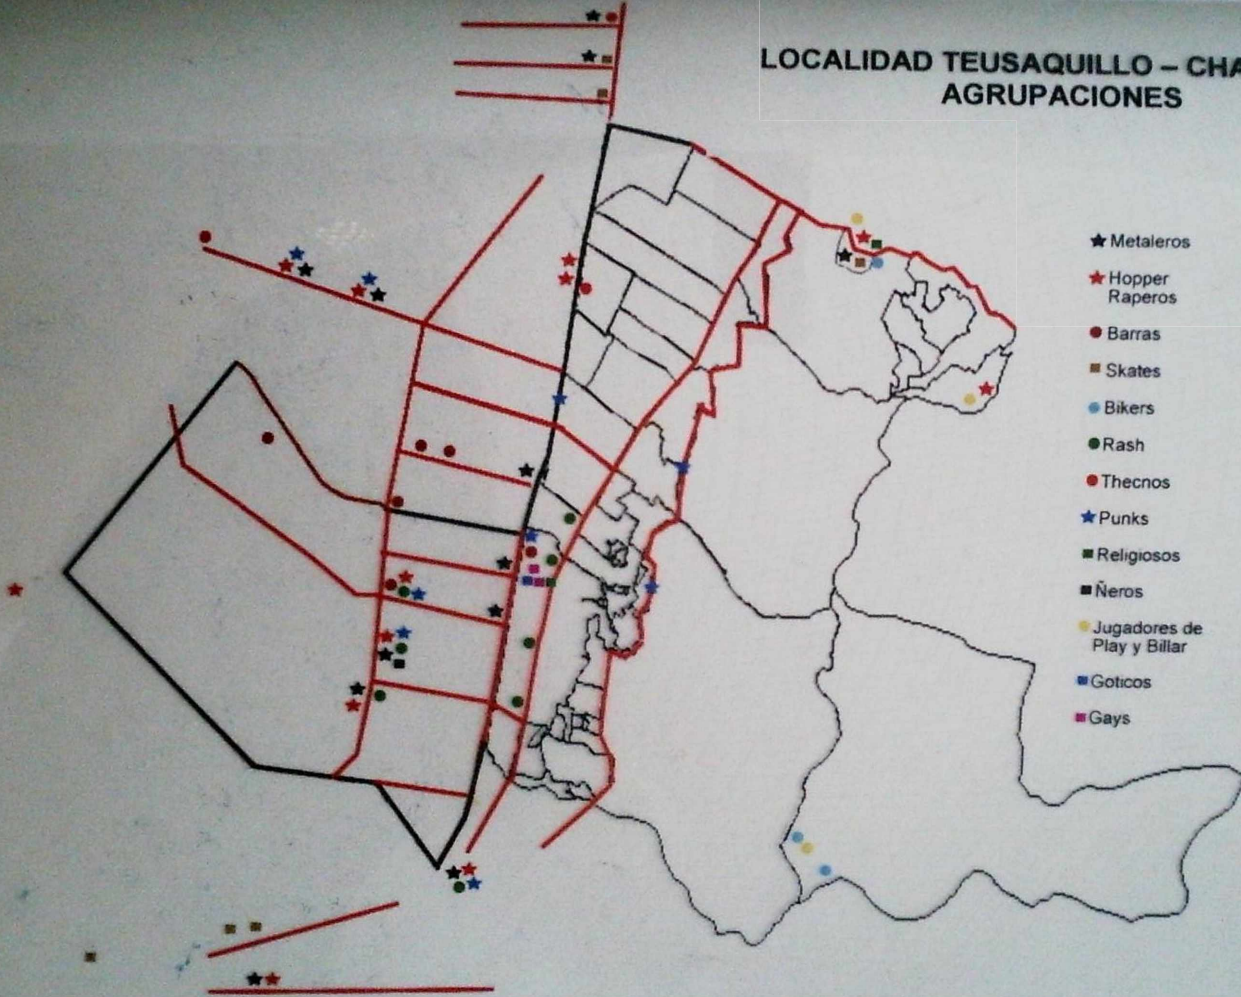 LOCALIDAD TEUSAQUILLO – CHA
AGRUPACIONES
Metaleros
Hopper
Raperos
Barras
Skates
Bikers
Rash
Thecnos
Punks
Religiosos
Ñeros
Jugadores de
Play y Billar
Goticos
Gays